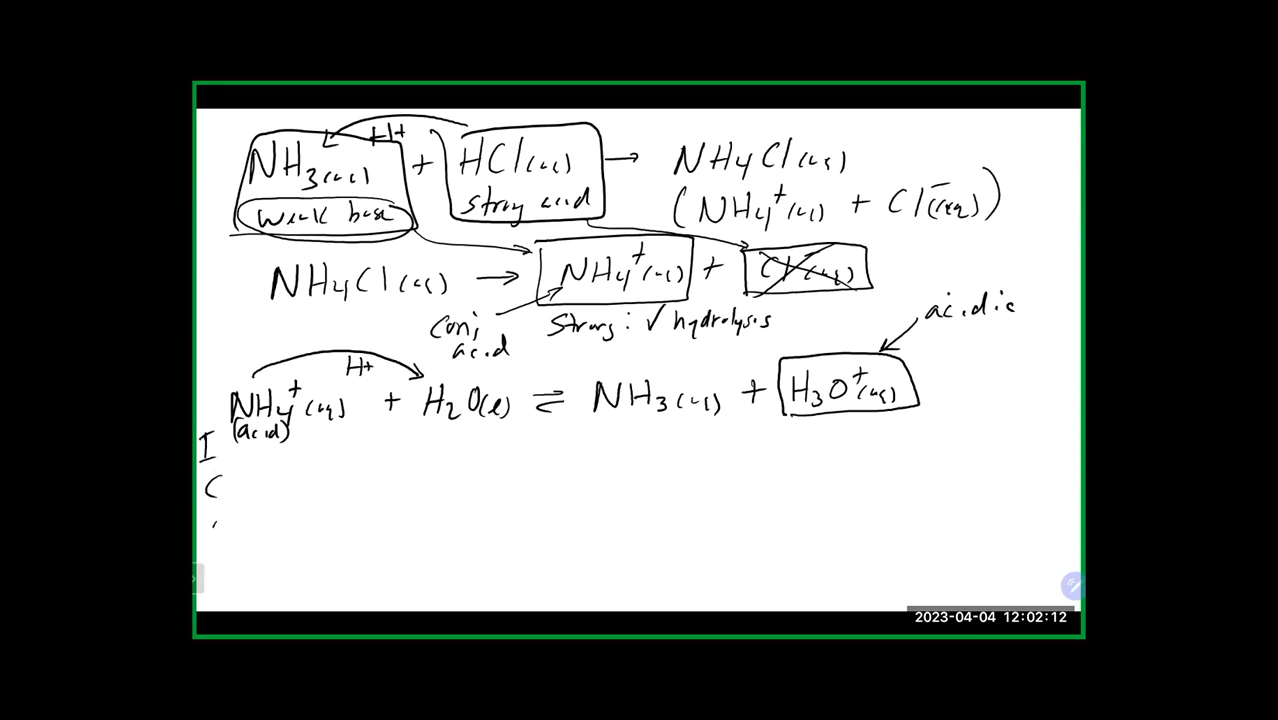 H+
NH3(aq) + HCl(aq) → NH4Cl(aq)
weak base strong acid (NH4+(aq) + Cl-(aq))
NH4Cl(aq) → NH4+(aq) + Cl-(aq)
conj acid Strong: ✓ hydrolysis acidic
H+
NH4+(aq) + H2O(l) ⇌ NH3(aq) + H3O+(aq)
(acid)
I
C
2023-04-04 12:02:12